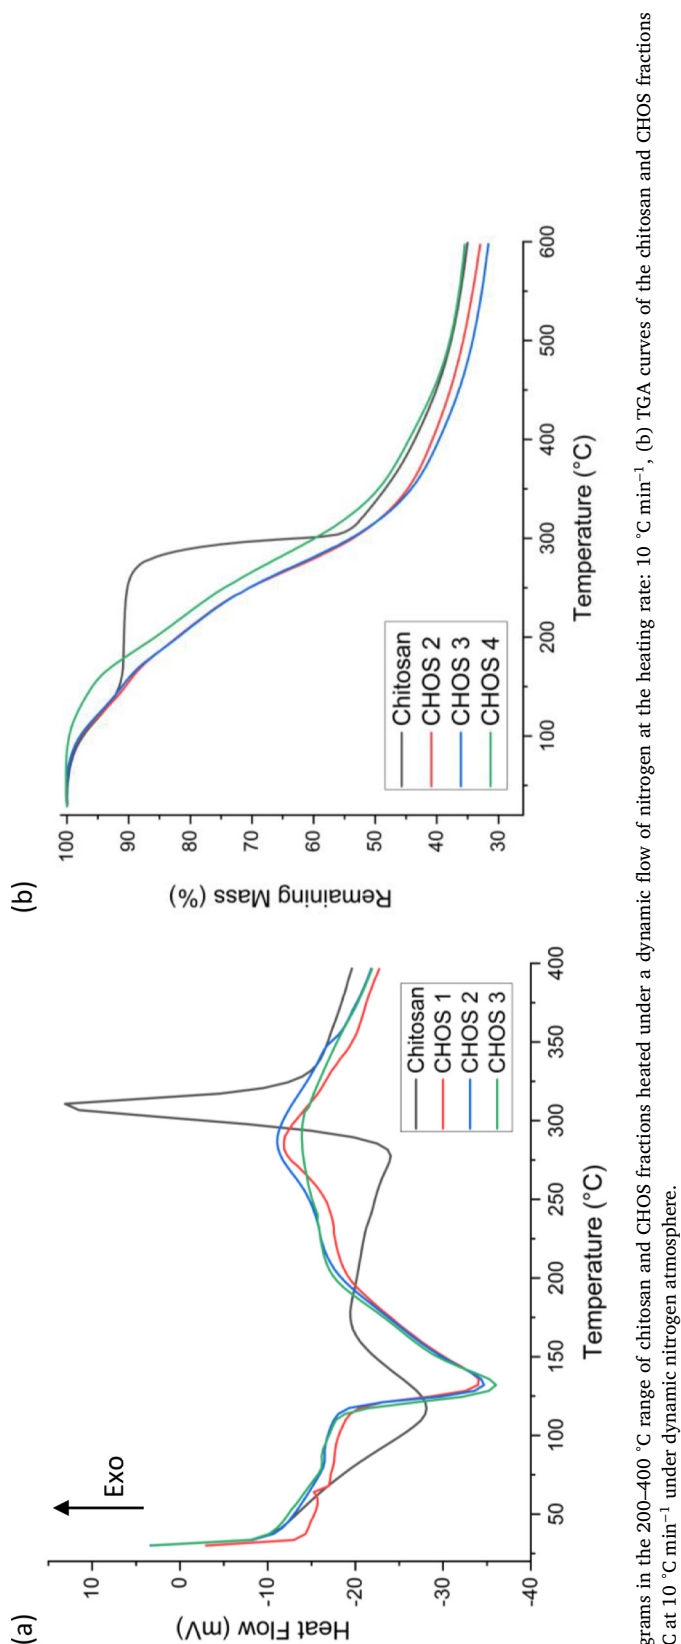 (a)
Exo
10
0
-10
-20
-30
-40
Heat Flow (mV)
50
100
150
200
250
300
350
400
Temperature (°C)
Chitosan
CHOS 1
CHOS 2
CHOS 3
(b)
100
90
80
70
60
50
40
30
Remaining Mass (%)
100
200
300
400
500
600
Temperature (°C)
Chitosan
CHOS 2
CHOS 3
CHOS 4
grams in the 200–400 °C range of chitosan and CHOS fractions heated under a dynamic flow of nitrogen at the heating rate: 10 °C min⁻¹, (b) TGA curves of the chitosan and CHOS fractions
C at 10 °C min⁻¹ under dynamic nitrogen atmosphere.